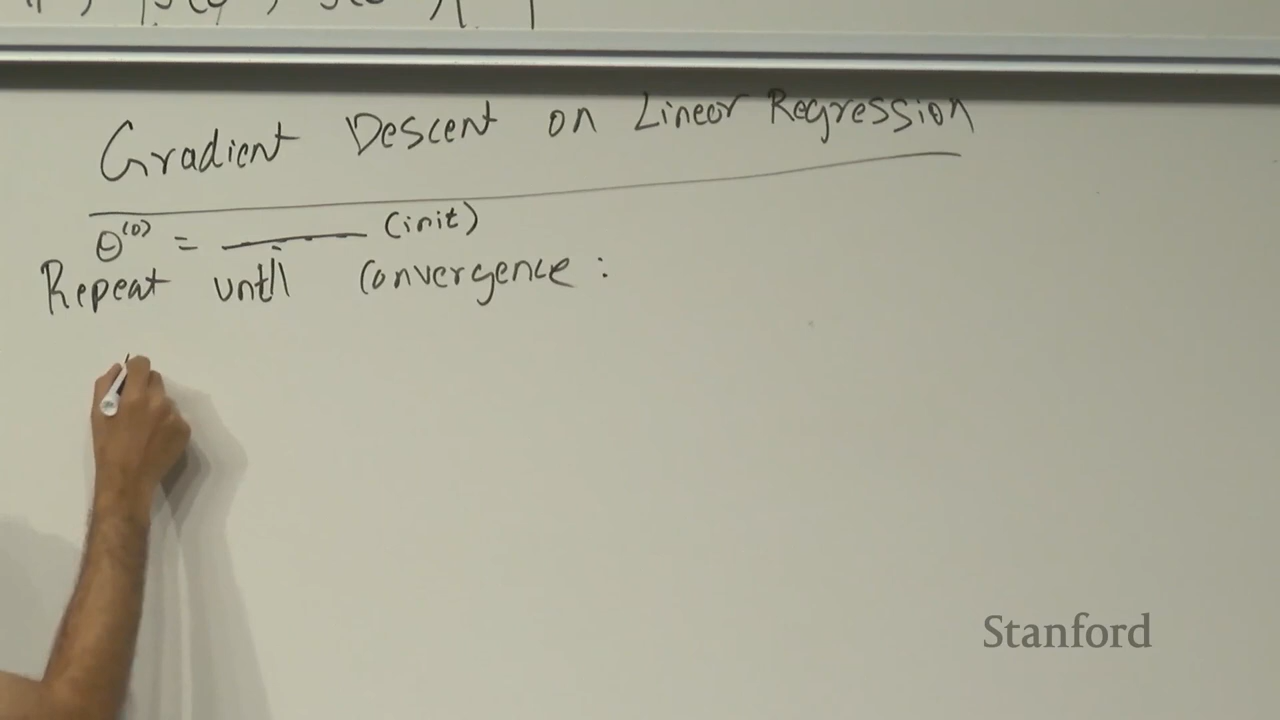 Gradient Descent on Linear Regression
θ⁽⁰⁾ = ______ (init)
Repeat until Convergence :
Stanford